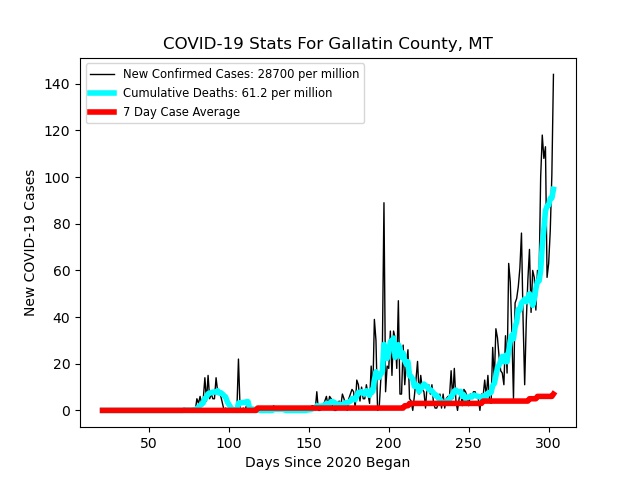 COVID-19 Stats For Gallatin County, MT
New Confirmed Cases: 28700 per million
Cumulative Deaths: 61.2 per million
7 Day Case Average
New COVID-19 Cases
140
120
100
80
60
40
20
0
50 100 150 200 250 300
Days Since 2020 Began